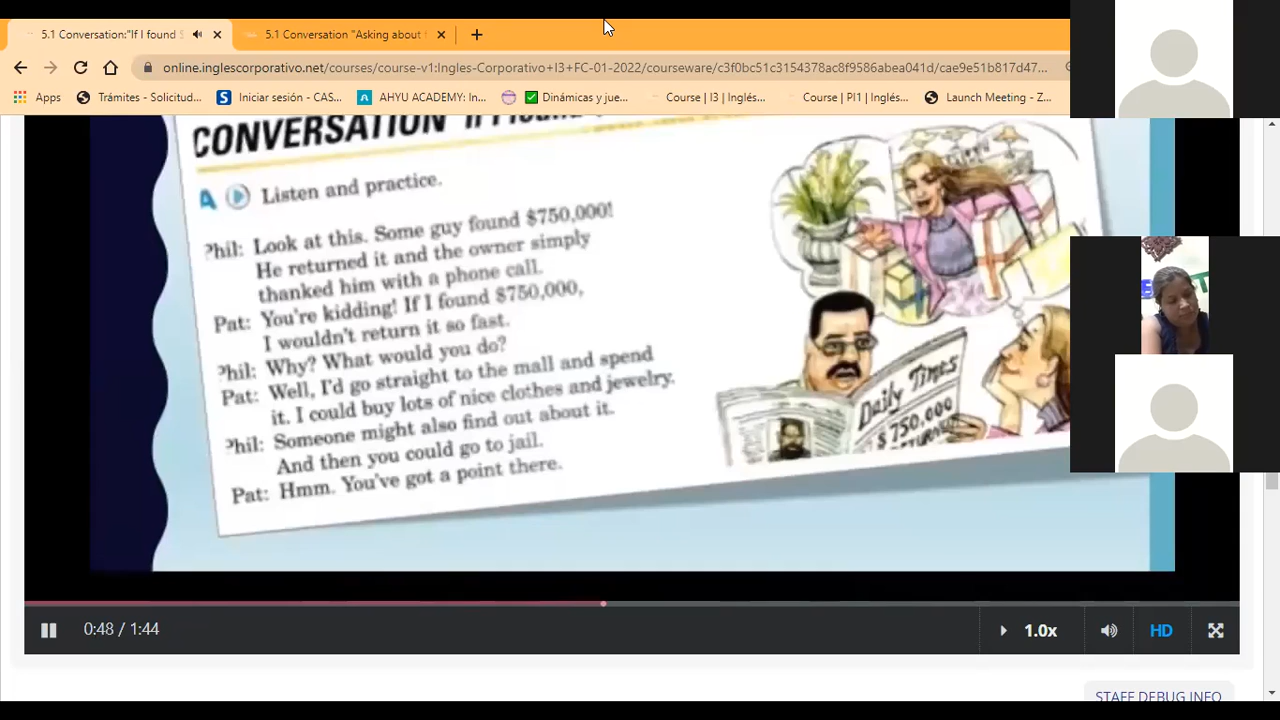 5.1 Conversation:"If I found
5.1 Conversation "Asking about
online.inglescorporativo.net/courses/course-v1:Ingles-Corporativo+I3+FC-01-2022/courseware/c3f0bc51c3154378ac8f9586abea041d/cae9e51b817d47...
Apps
Trámites - Solicitud...
Iniciar sesión - CAS...
AHYU ACADEMY: In...
Dinámicas y jue...
Course | I3 | Inglés...
Course | PI1 | Inglés...
Launch Meeting - Z...
CONVERSATION If I found
A Listen and practice.
Phil: Look at this. Some guy found $750,000!
He returned it and the owner simply
thanked him with a phone call.
Pat: You're kidding! If I found $750,000,
I wouldn't return it so fast.
Phil: Why? What would you do?
Pat: Well, I'd go straight to the mall and spend
it. I could buy lots of nice clothes and jewelry.
Phil: Someone might also find out about it.
And then you could go to jail.
Pat: Hmm. You've got a point there.
Daily Times
$750,000
0:48 / 1:44
1.0x
HD
STAFF DEBUG INFO